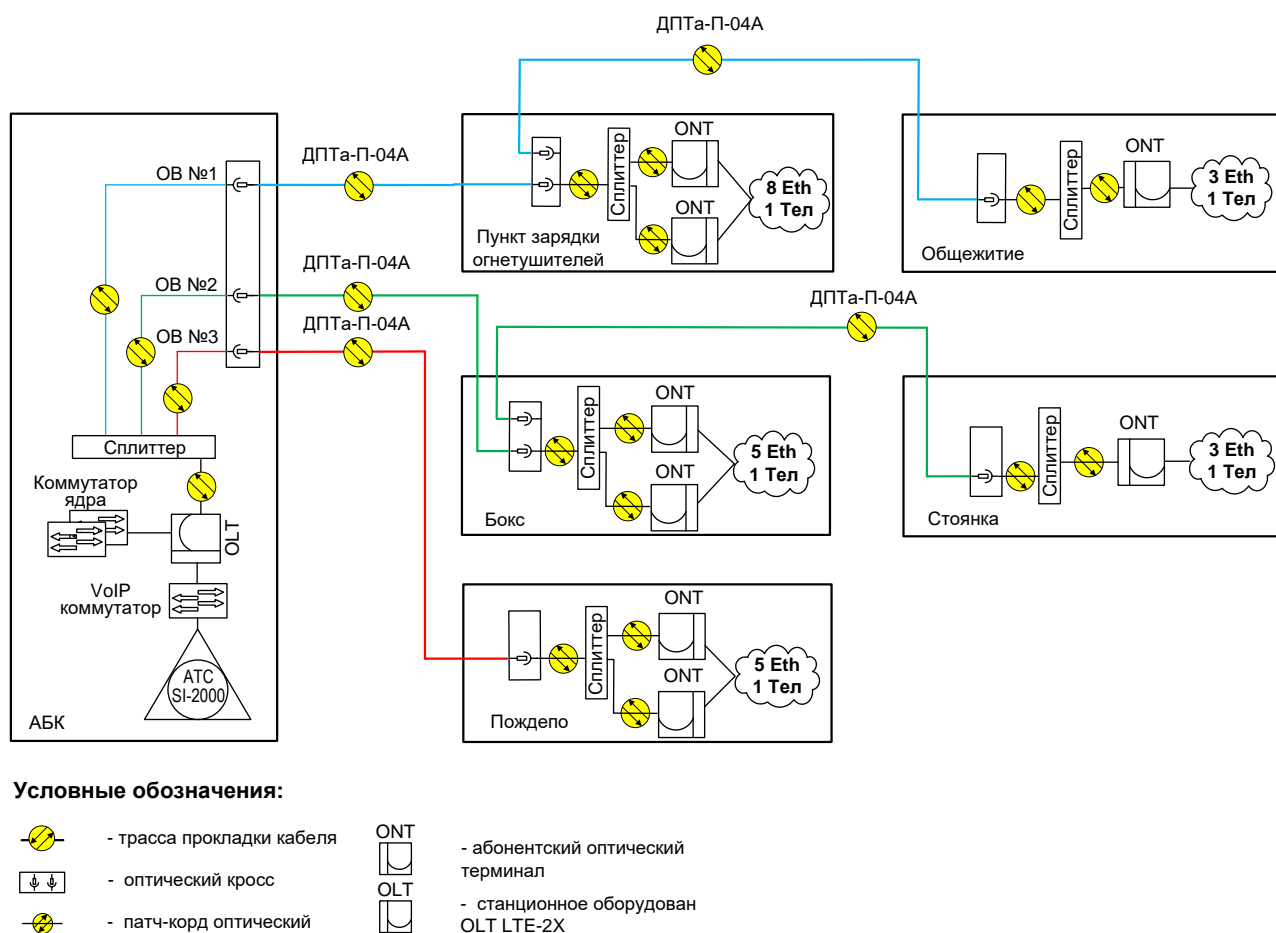 ДПТа-П-04А
АБК
ОВ №1
ОВ №2
ОВ №3
Сплиттер
Коммутатор
ядра
OLT
VoIP
коммутатор
АТС
SI-2000
ДПТа-П-04А
ДПТа-П-04А
ДПТа-П-04А
Сплиттер
ONT
ONT
8 Eth
1 Тел
Пункт зарядки
огнетушителей
Сплиттер
ONT
3 Eth
1 Тел
Общежитие
ДПТа-П-04А
Сплиттер
ONT
ONT
5 Eth
1 Тел
Бокс
Сплиттер
ONT
3 Eth
1 Тел
Стоянка
Сплиттер
ONT
ONT
5 Eth
1 Тел
Пождепо
Условные обозначения:
- трасса прокладки кабеля
- оптический кросс
- патч-корд оптический
ONT
- абонентский оптический
терминал
OLT
- станционное оборудован
OLT LTE-2X